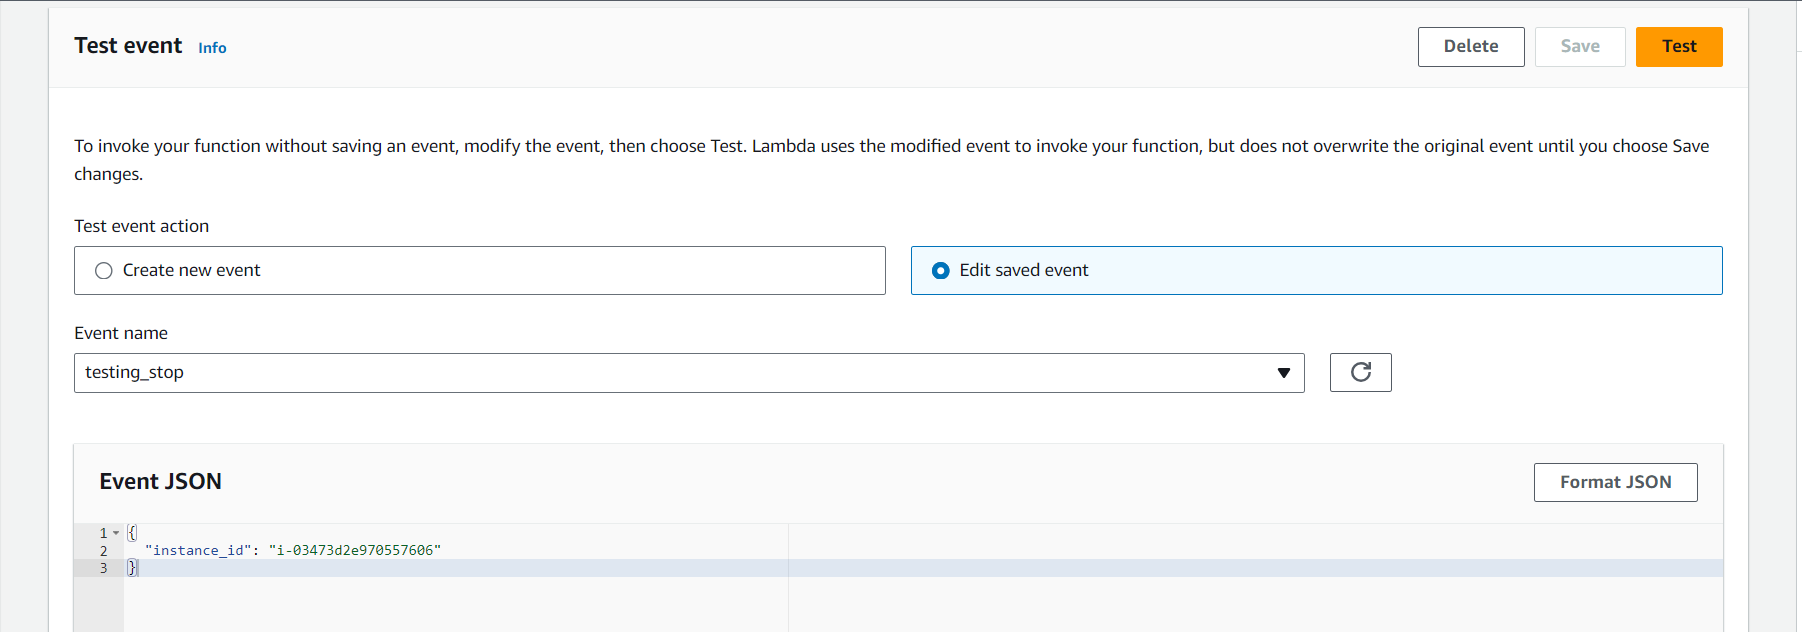 Test event Info
Delete Save Test
To invoke your function without saving an event, modify the event, then choose Test. Lambda uses the modified event to invoke your function, but does not overwrite the original event until you choose Save
changes.
Test event action
Create new event
Edit saved event
Event name
testing_stop
Event JSON
Format JSON
1 {
2 "instance_id": "i-03473d2e970557606"
3 }